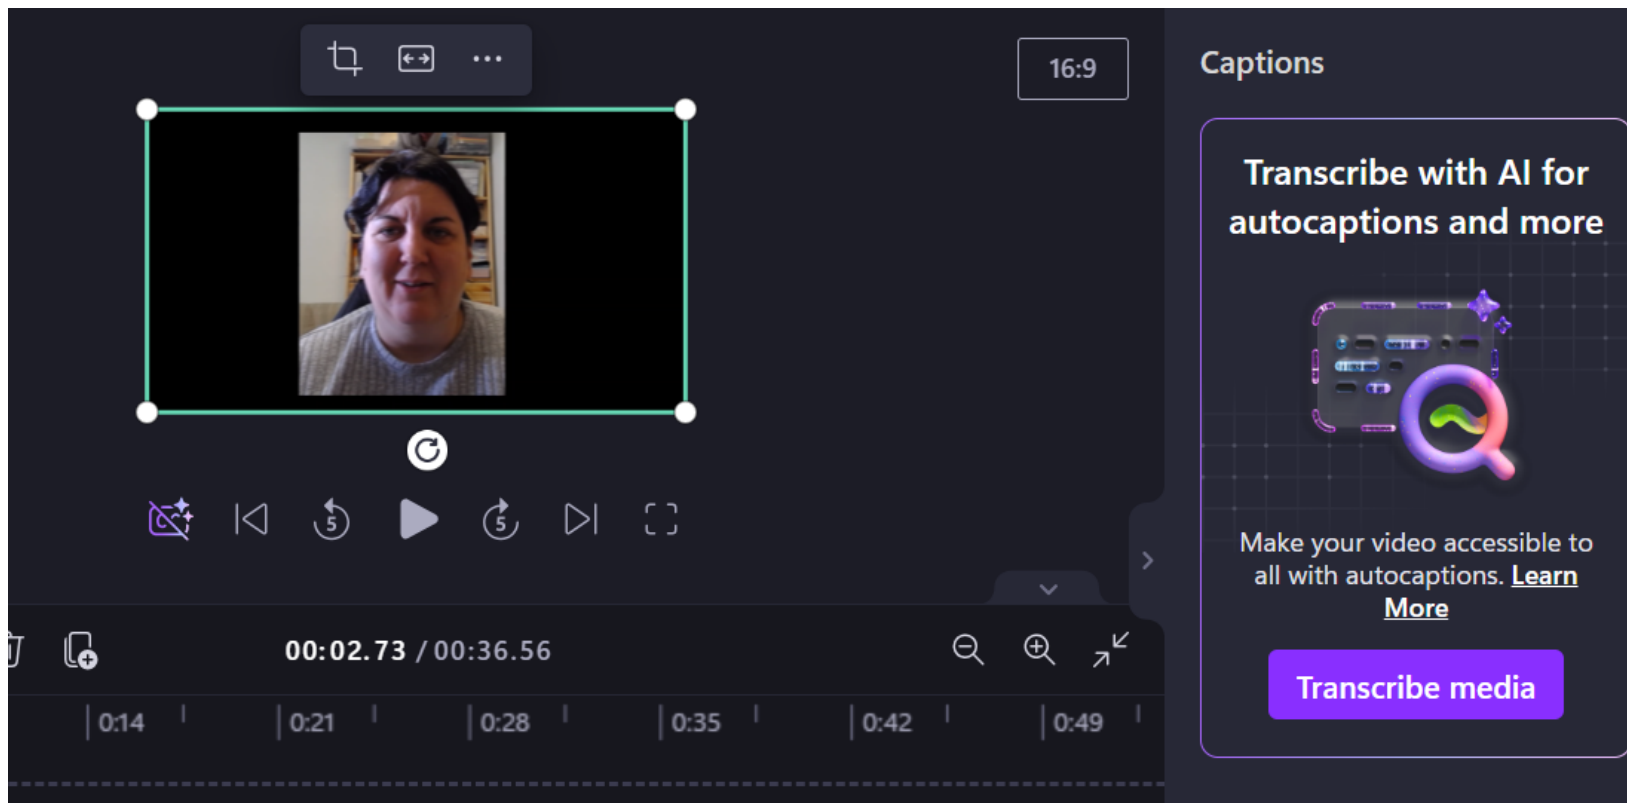 16:9
Captions
Transcribe with AI for
autocaptions and more
Make your video accessible to
all with autocaptions. Learn
More
Transcribe media
5
5
00:02.73 / 00:36.56
0:14
0:21
0:28
0:35
0:42
0:49